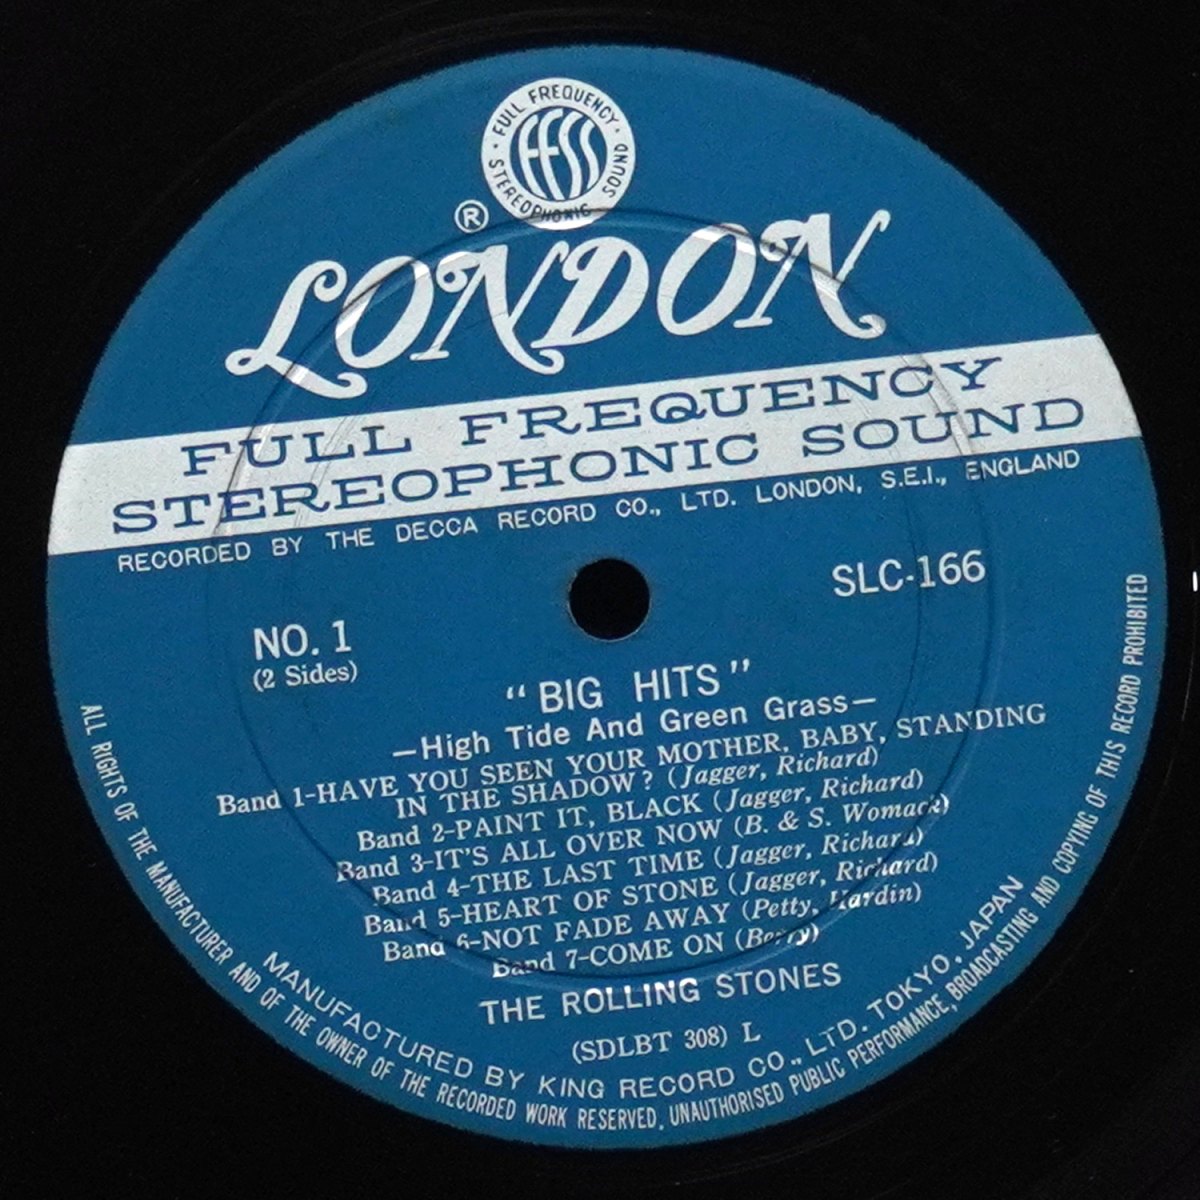 · FULL FREQUENCY · STEREOPHONIC SOUND
FFSS
®
LONDON
FULL FREQUENCY
STEREOPHONIC SOUND
RECORDED BY THE DECCA RECORD CO., LTD. LONDON, S.E.I., ENGLAND
SLC-166
NO. 1
(2 Sides)
"BIG HITS"
—High Tide And Green Grass—
Band 1-HAVE YOU SEEN YOUR MOTHER, BABY, STANDING
IN THE SHADOW? (Jagger, Richard)
Band 2-PAINT IT, BLACK (Jagger, Richard)
Band 3-IT'S ALL OVER NOW (B. & S. Womack)
Band 4-THE LAST TIME (Jagger, Richard)
Band 5-HEART OF STONE (Jagger, Richard)
Band 6-NOT FADE AWAY (Petty, Hardin)
Band 7-COME ON (Berry)
THE ROLLING STONES
(SDLBT 308) L
MANUFACTURED BY KING RECORD CO., LTD. TOKYO, JAPAN
ALL RIGHTS OF THE MANUFACTURER AND OF THE OWNER OF THE RECORDED WORK RESERVED, UNAUTHORISED PUBLIC PERFORMANCE, BROADCASTING AND COPYING OF THIS RECORD PROHIBITED